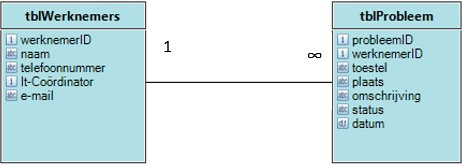 tblWerknemers
werknemerID
naam
telefoonnummer
It-Coördinator
e-mail
1
∞
tblProbleem
probleemID
werknemerID
toestel
plaats
omschrijving
status
datum